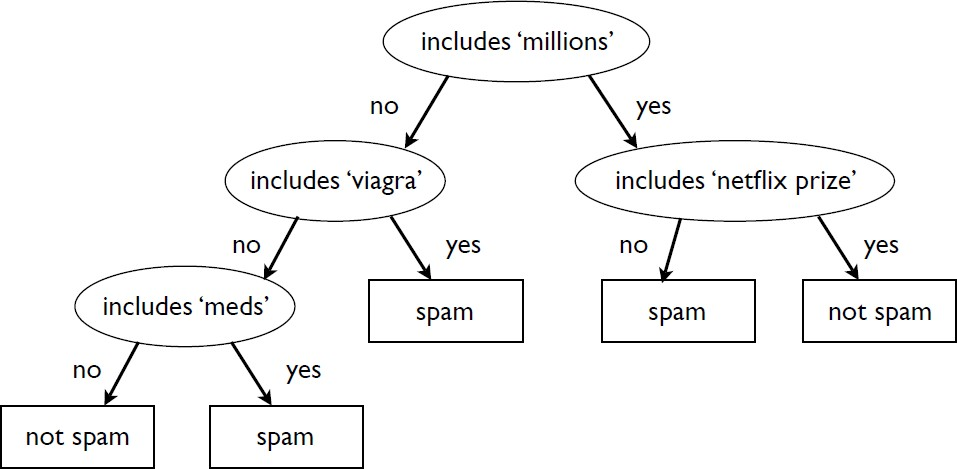 includes ‘millions’
no
yes
includes ‘viagra’
includes ‘netflix prize’
no
yes
no
yes
includes ‘meds’
spam
spam
not spam
no
yes
not spam
spam